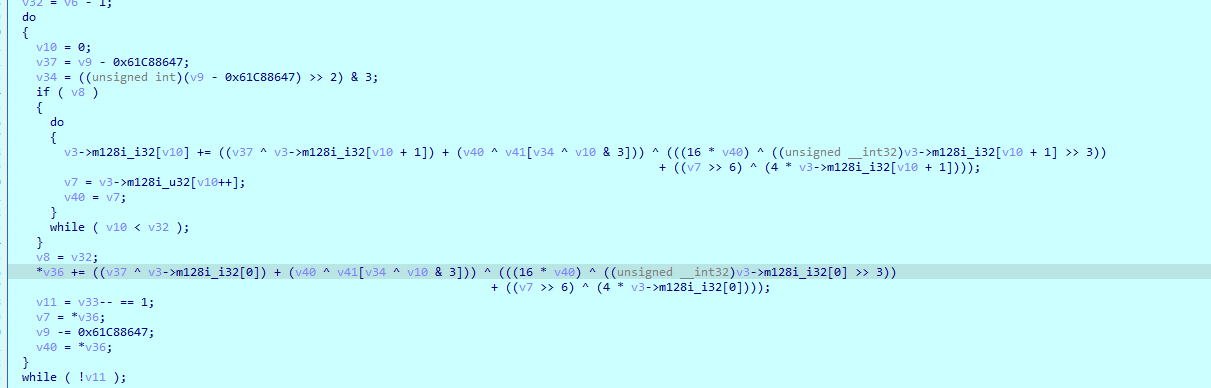 v32 = v6 - 1;
do
{
v10 = 0;
v37 = v9 - 0x61C88647;
v34 = ((unsigned int)(v9 - 0x61C88647) >> 2) & 3;
if ( v8 )
{
do
{
v3->m128i_i32[v10] += ((v37 ^ v3->m128i_i32[v10 + 1]) + (v40 ^ v41[v34 ^ v10 & 3])) ^ (((16 * v40) ^ ((unsigned __int32)v3->m128i_i32[v10 + 1] >> 3))
+ ((v7 >> 6) ^ (4 * v3->m128i_i32[v10 + 1])));
v7 = v3->m128i_u32[v10++];
v40 = v7;
}
while ( v10 < v32 );
}
v8 = v32;
*v36 += ((v37 ^ v3->m128i_i32[0]) + (v40 ^ v41[v34 ^ v10 & 3])) ^ (((16 * v40) ^ ((unsigned __int32)v3->m128i_i32[0] >> 3))
+ ((v7 >> 6) ^ (4 * v3->m128i_i32[0])));
v11 = v33-- == 1;
v7 = *v36;
v9 -= 0x61C88647;
v40 = *v36;
}
while ( !v11 );